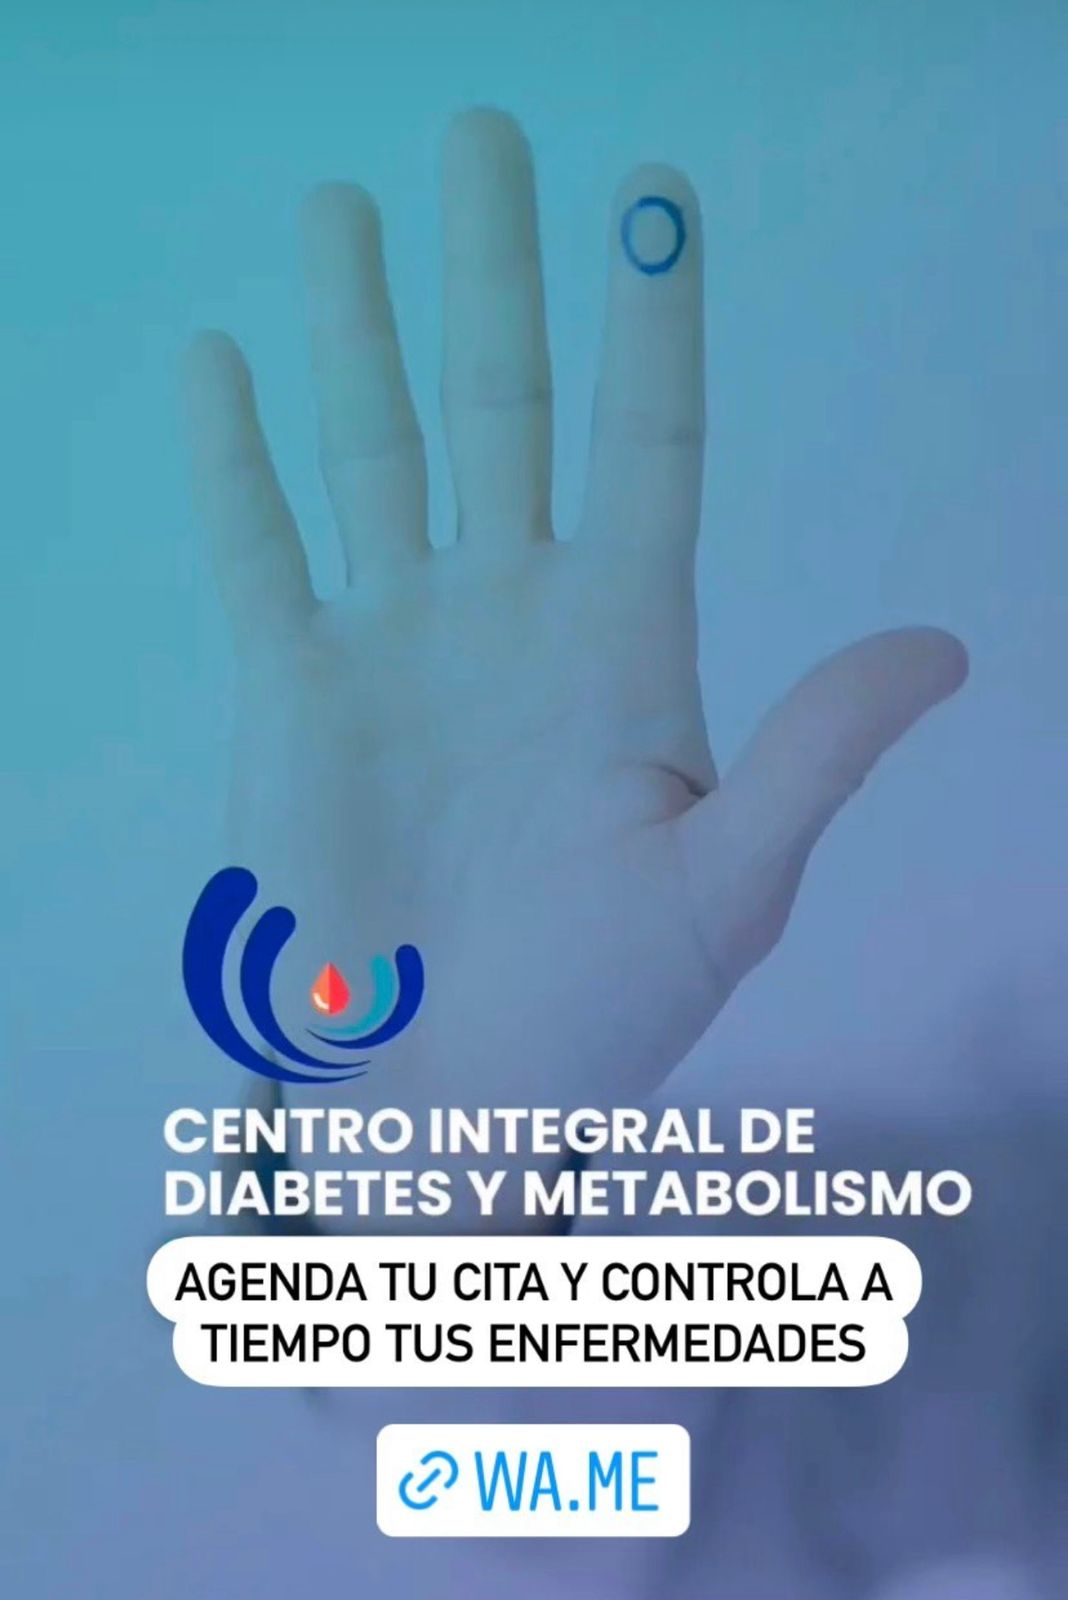 CENTRO INTEGRAL DE
DIABETES Y METABOLISMO
AGENDA TU CITA Y CONTROLA A
TIEMPO TUS ENFERMEDADES
WA.ME